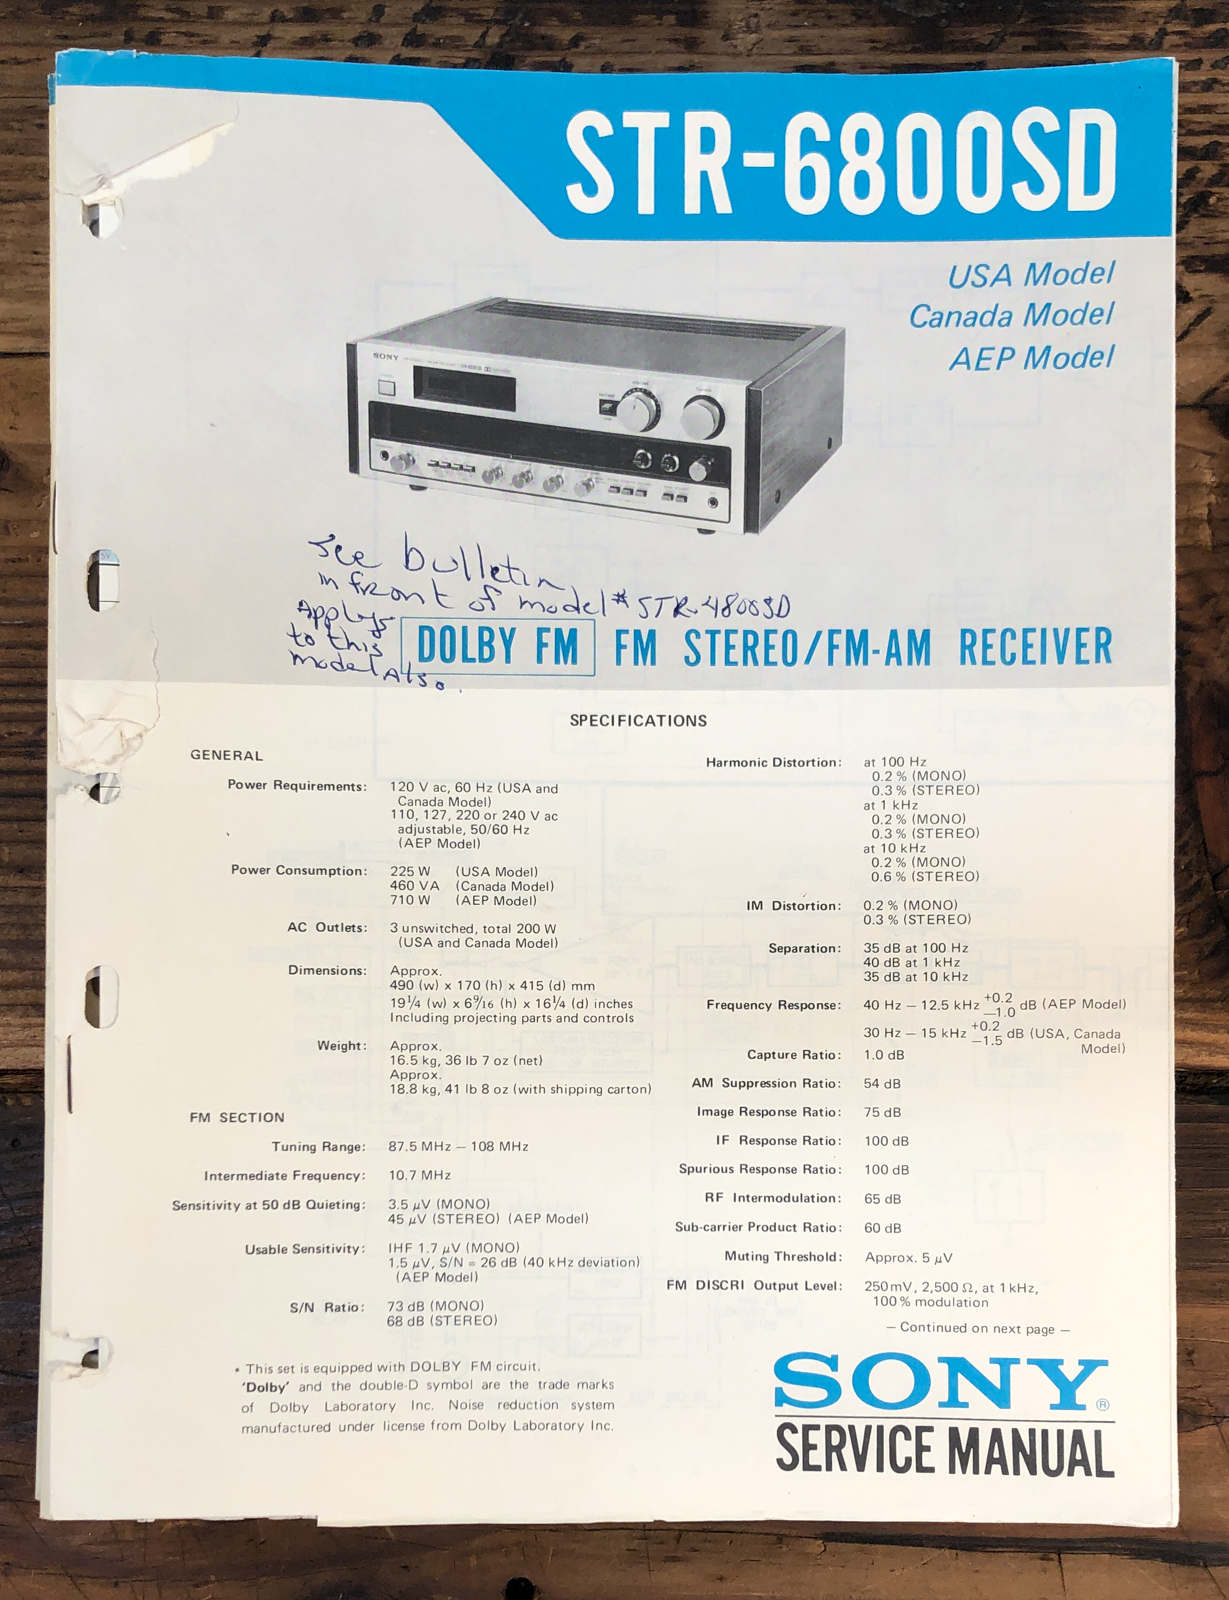 STR-6800SD
USA Model
Canada Model
AEP Model
SONY
See bulletin
in front of model # STR-4800SD
Applys
to this
model Also.
DOLBY FM FM STEREO/FM-AM RECEIVER
SPECIFICATIONS
GENERAL
Power Requirements: 120 V ac, 60 Hz (USA and
Canada Model)
110, 127, 220 or 240 V ac
adjustable, 50/60 Hz
(AEP Model)
Power Consumption: 225 W (USA Model)
460 VA (Canada Model)
710 W (AEP Model)
AC Outlets: 3 unswitched, total 200 W
(USA and Canada Model)
Dimensions: Approx.
490 (w) x 170 (h) x 415 (d) mm
19 1/4 (w) x 6 9/16 (h) x 16 1/4 (d) inches
Including projecting parts and controls
Weight: Approx.
16.5 kg, 36 lb 7 oz (net)
Approx.
18.8 kg, 41 lb 8 oz (with shipping carton)
FM SECTION
Tuning Range: 87.5 MHz – 108 MHz
Intermediate Frequency: 10.7 MHz
Sensitivity at 50 dB Quieting: 3.5 μV (MONO)
45 μV (STEREO) (AEP Model)
Usable Sensitivity: IHF 1.7 μV (MONO)
1.5 μV, S/N = 26 dB (40 kHz deviation)
(AEP Model)
S/N Ratio: 73 dB (MONO)
68 dB (STEREO)
Harmonic Distortion: at 100 Hz
0.2 % (MONO)
0.3 % (STEREO)
at 1 kHz
0.2 % (MONO)
0.3 % (STEREO)
at 10 kHz
0.2 % (MONO)
0.6 % (STEREO)
IM Distortion: 0.2 % (MONO)
0.3 % (STEREO)
Separation: 35 dB at 100 Hz
40 dB at 1 kHz
35 dB at 10 kHz
Frequency Response: 40 Hz – 12.5 kHz +0.2 –1.0 dB (AEP Model)
30 Hz – 15 kHz +0.2 –1.5 dB (USA, Canada
Model)
Capture Ratio: 1.0 dB
AM Suppression Ratio: 54 dB
Image Response Ratio: 75 dB
IF Response Ratio: 100 dB
Spurious Response Ratio: 100 dB
RF Intermodulation: 65 dB
Sub-carrier Product Ratio: 60 dB
Muting Threshold: Approx. 5 μV
FM DISCRI Output Level: 250 mV, 2,500 Ω, at 1 kHz,
100 % modulation
– Continued on next page –
• This set is equipped with DOLBY FM circuit.
'Dolby' and the double-D symbol are the trade marks
of Dolby Laboratory Inc. Noise reduction system
manufactured under license from Dolby Laboratory Inc.
SONY®
SERVICE MANUAL